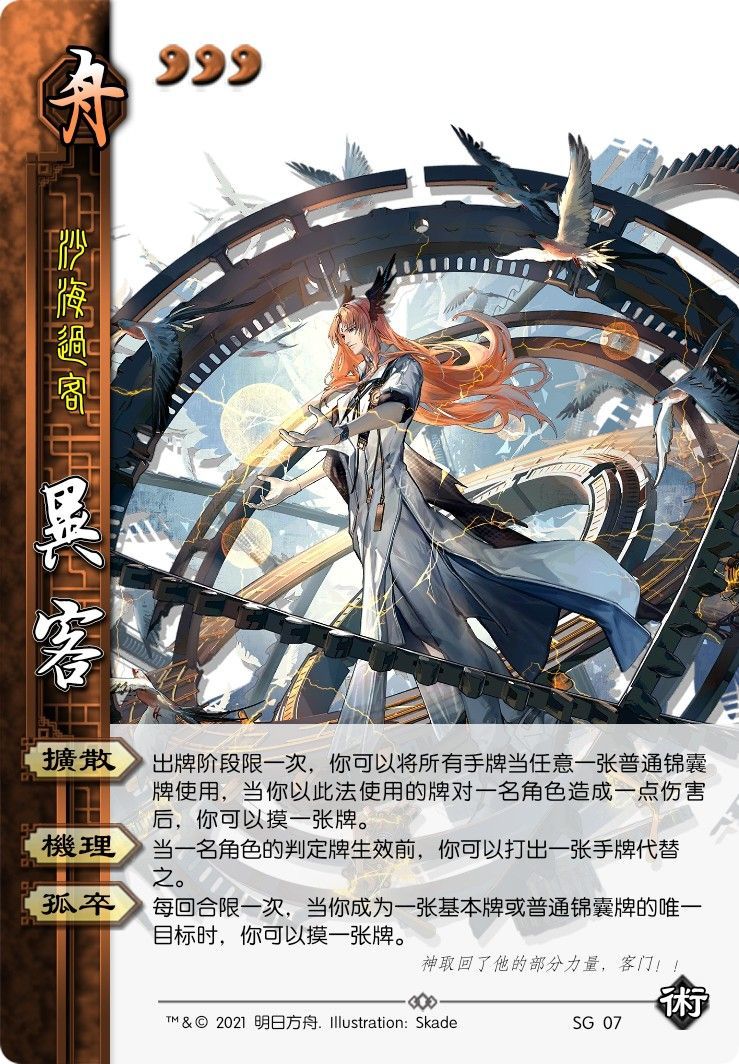 舟
沙海過客
異客
擴散
出牌阶段限一次，你可以将所有手牌当任意一张普通锦囊
牌使用，当你以此法使用的牌对一名角色造成一点伤害
后，你可以摸一张牌。
機理
当一名角色的判定牌生效前，你可以打出一张手牌代替
之。
孤卒
每回合限一次，当你成为一张基本牌或普通锦囊牌的唯一
目标时，你可以摸一张牌。
神取回了他的部分力量，客门！！
術
™&© 2021 明日方舟. Illustration: Skade
SG 07